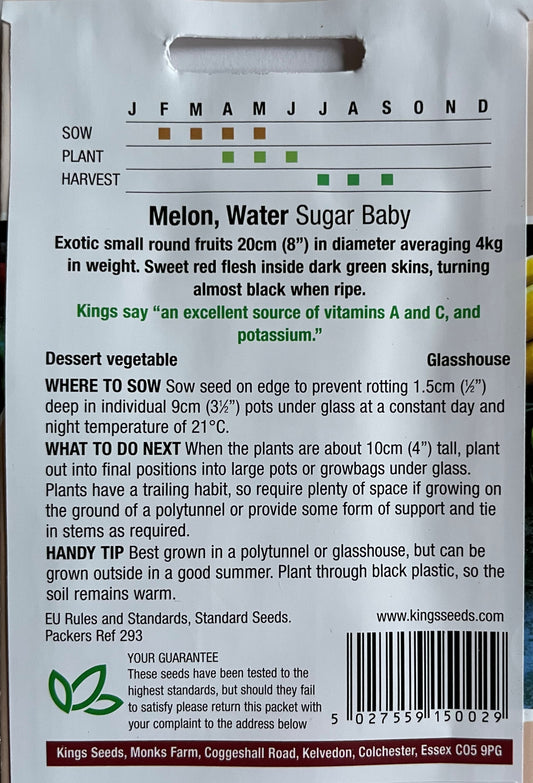 J F M A M J J A S O N D
SOW
PLANT
HARVEST
Melon, Water Sugar Baby
Exotic small round fruits 20cm (8”) in diameter averaging 4kg
in weight. Sweet red flesh inside dark green skins, turning
almost black when ripe.
Kings say “an excellent source of vitamins A and C, and
potassium.”
Dessert vegetable Glasshouse
WHERE TO SOW Sow seed on edge to prevent rotting 1.5cm (½”)
deep in individual 9cm (3½”) pots under glass at a constant day and
night temperature of 21°C.
WHAT TO DO NEXT When the plants are about 10cm (4”) tall, plant
out into final positions into large pots or growbags under glass.
Plants have a trailing habit, so require plenty of space if growing on
the ground of a polytunnel or provide some form of support and tie
in stems as required.
HANDY TIP Best grown in a polytunnel or glasshouse, but can be
grown outside in a good summer. Plant through black plastic, so the
soil remains warm.
EU Rules and Standards, Standard Seeds. www.kingsseeds.com
Packers Ref 293
YOUR GUARANTEE
These seeds have been tested to the
highest standards, but should they fail
to satisfy please return this packet with
your complaint to the address below
5 027559 150029
Kings Seeds, Monks Farm, Coggeshall Road, Kelvedon, Colchester, Essex CO5 9PG